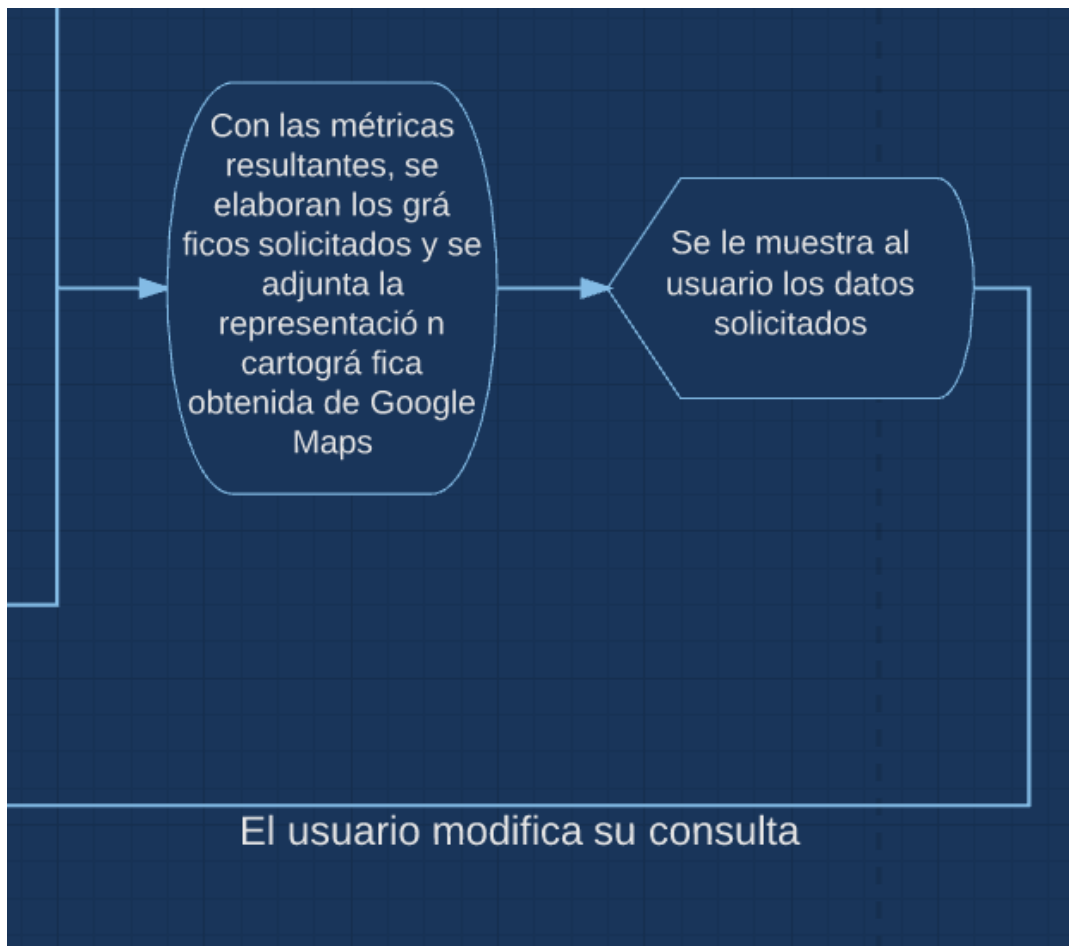 Con las métricas
resultantes, se
elaboran los grá
ficos solicitados y se
adjunta la
representació n
cartográ fica
obtenida de Google
Maps
Se le muestra al
usuario los datos
solicitados
El usuario modifica su consulta